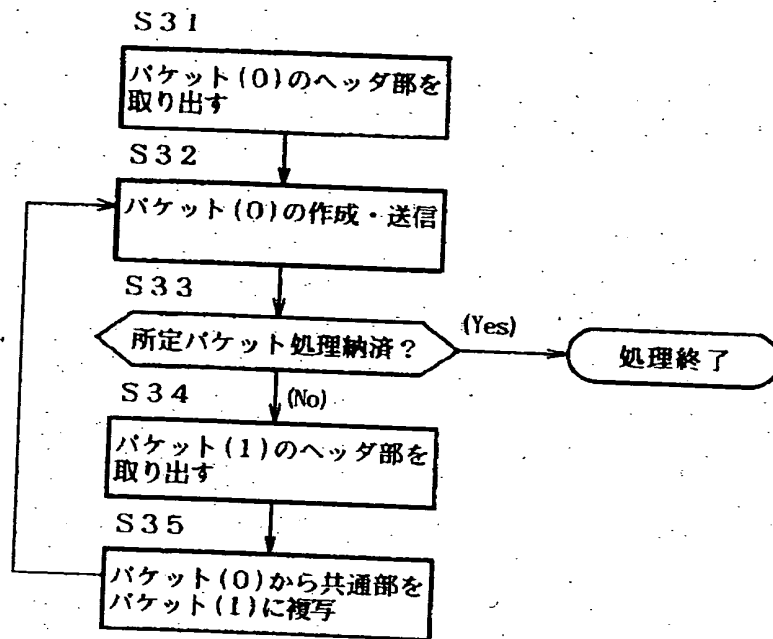 S31
パケット(0)のヘッダ部を
取り出す
S32
パケット(0)の作成・送信
S33
所定パケット処理納済？
(Yes)
処理終了
(No)
S34
パケット(1)のヘッダ部を
取り出す
S35
パケット(0)から共通部を
パケット(1)に複写